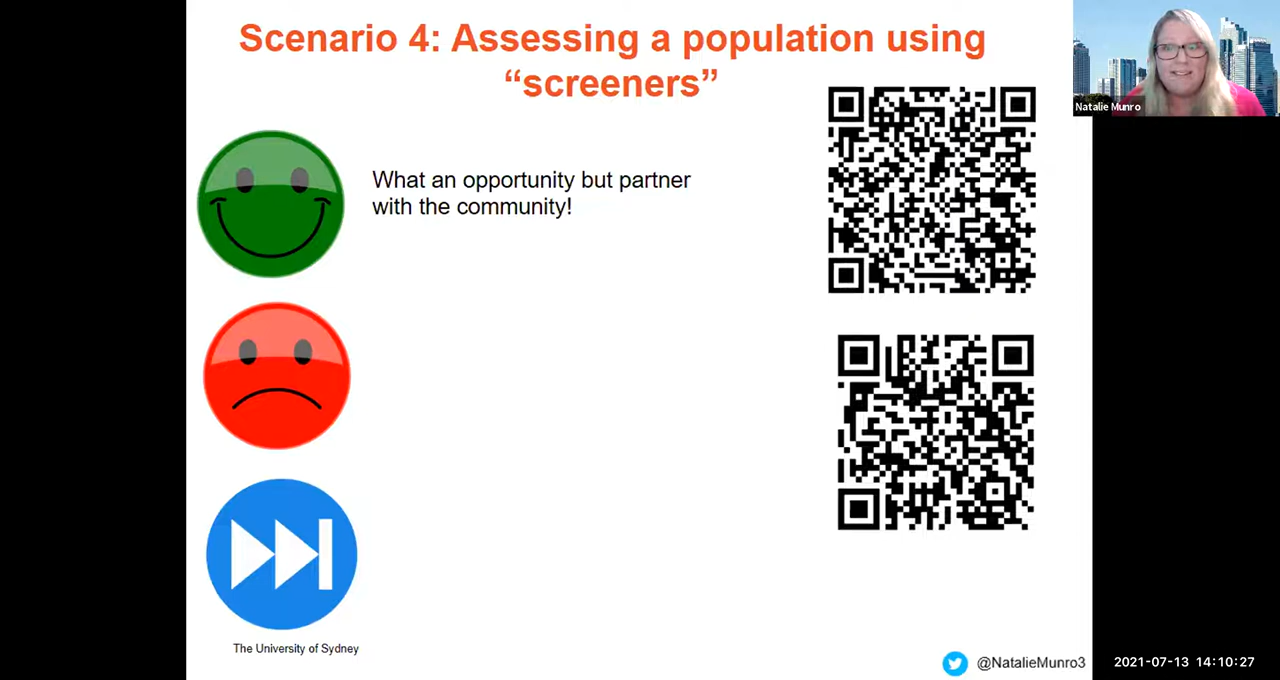 Scenario 4: Assessing a population using
“screeners”
Natalie Munro
What an opportunity but partner
with the community!
The University of Sydney
@NatalieMunro3
2021-07-13 14:10:27